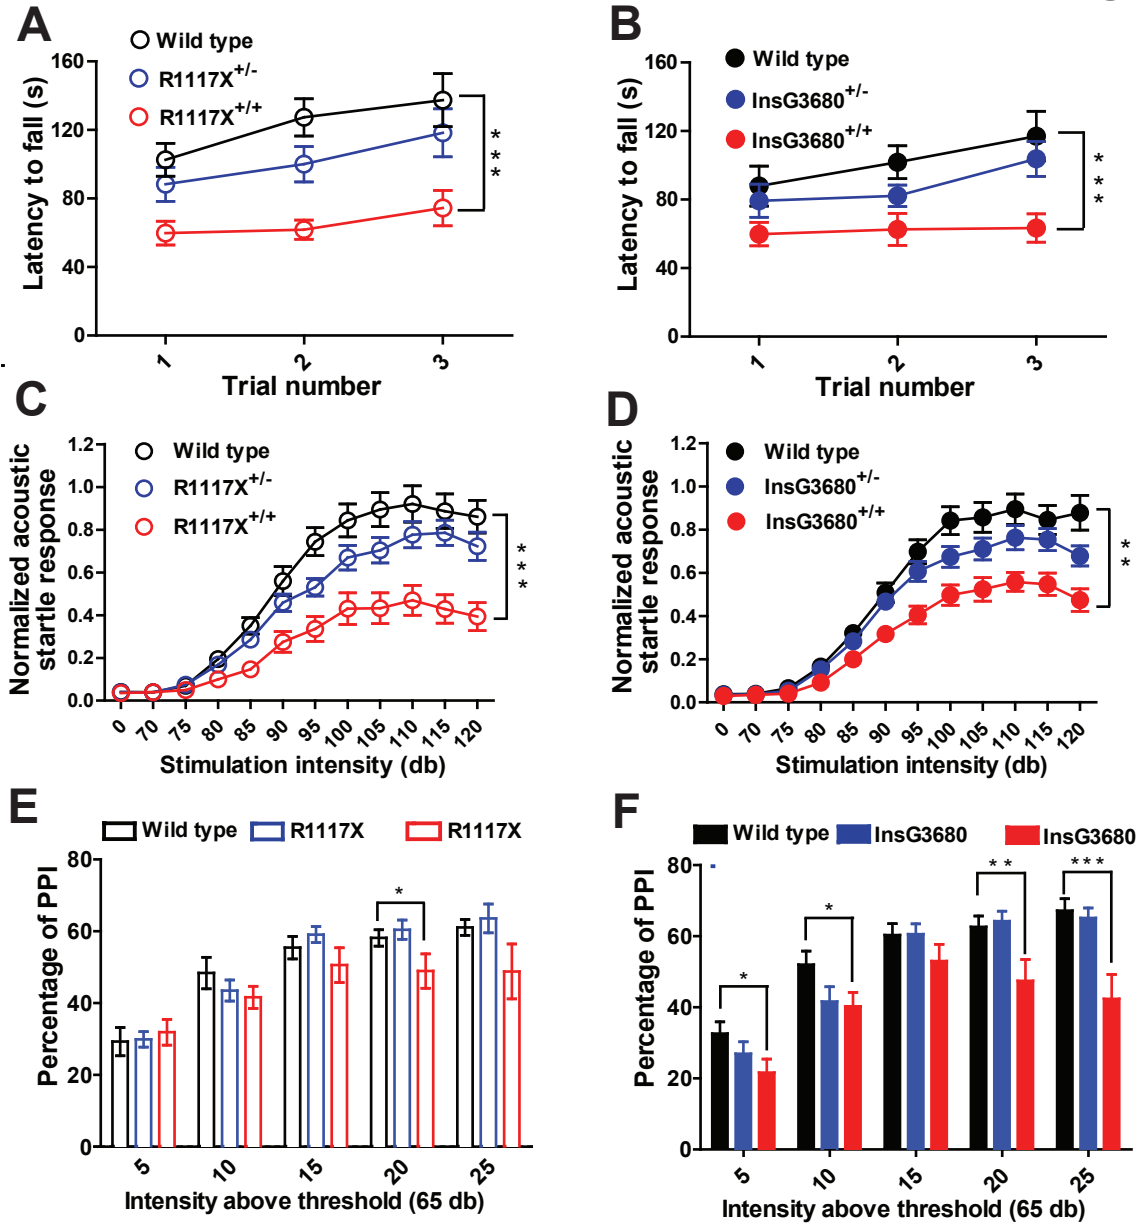 A
Wild type
R1117X+/-
R1117X+/+
Latency to fall (s)
160
120
80
40
0
***
1
2
3
Trial number
B
Wild type
InsG3680+/-
InsG3680+/+
Latency to fall (s)
160
120
80
40
0
***
1
2
3
Trial number
C
Wild type
R1117X+/-
R1117X+/+
Normalized acoustic
startle response
1.2
1.0
0.8
0.6
0.4
0.2
0.0
***
0
70
75
80
85
90
95
100
105
110
115
120
Stimulation intensity (db)
D
Wild type
InsG3680+/-
InsG3680+/+
Normalized acoustic
startle response
1.2
1.0
0.8
0.6
0.4
0.2
0.0
**
0
70
75
80
85
90
95
100
105
110
115
120
Stimulation intensity (db)
E
Wild type R1117X R1117X
Percentage of PPI
80
60
40
20
0
*
5
10
15
20
25
Intensity above threshold (65 db)
F
Wild type InsG3680 InsG3680
Percentage of PPI
80
60
40
20
0
*
*
**
***
5
10
15
20
25
Intensity above threshold (65 db)